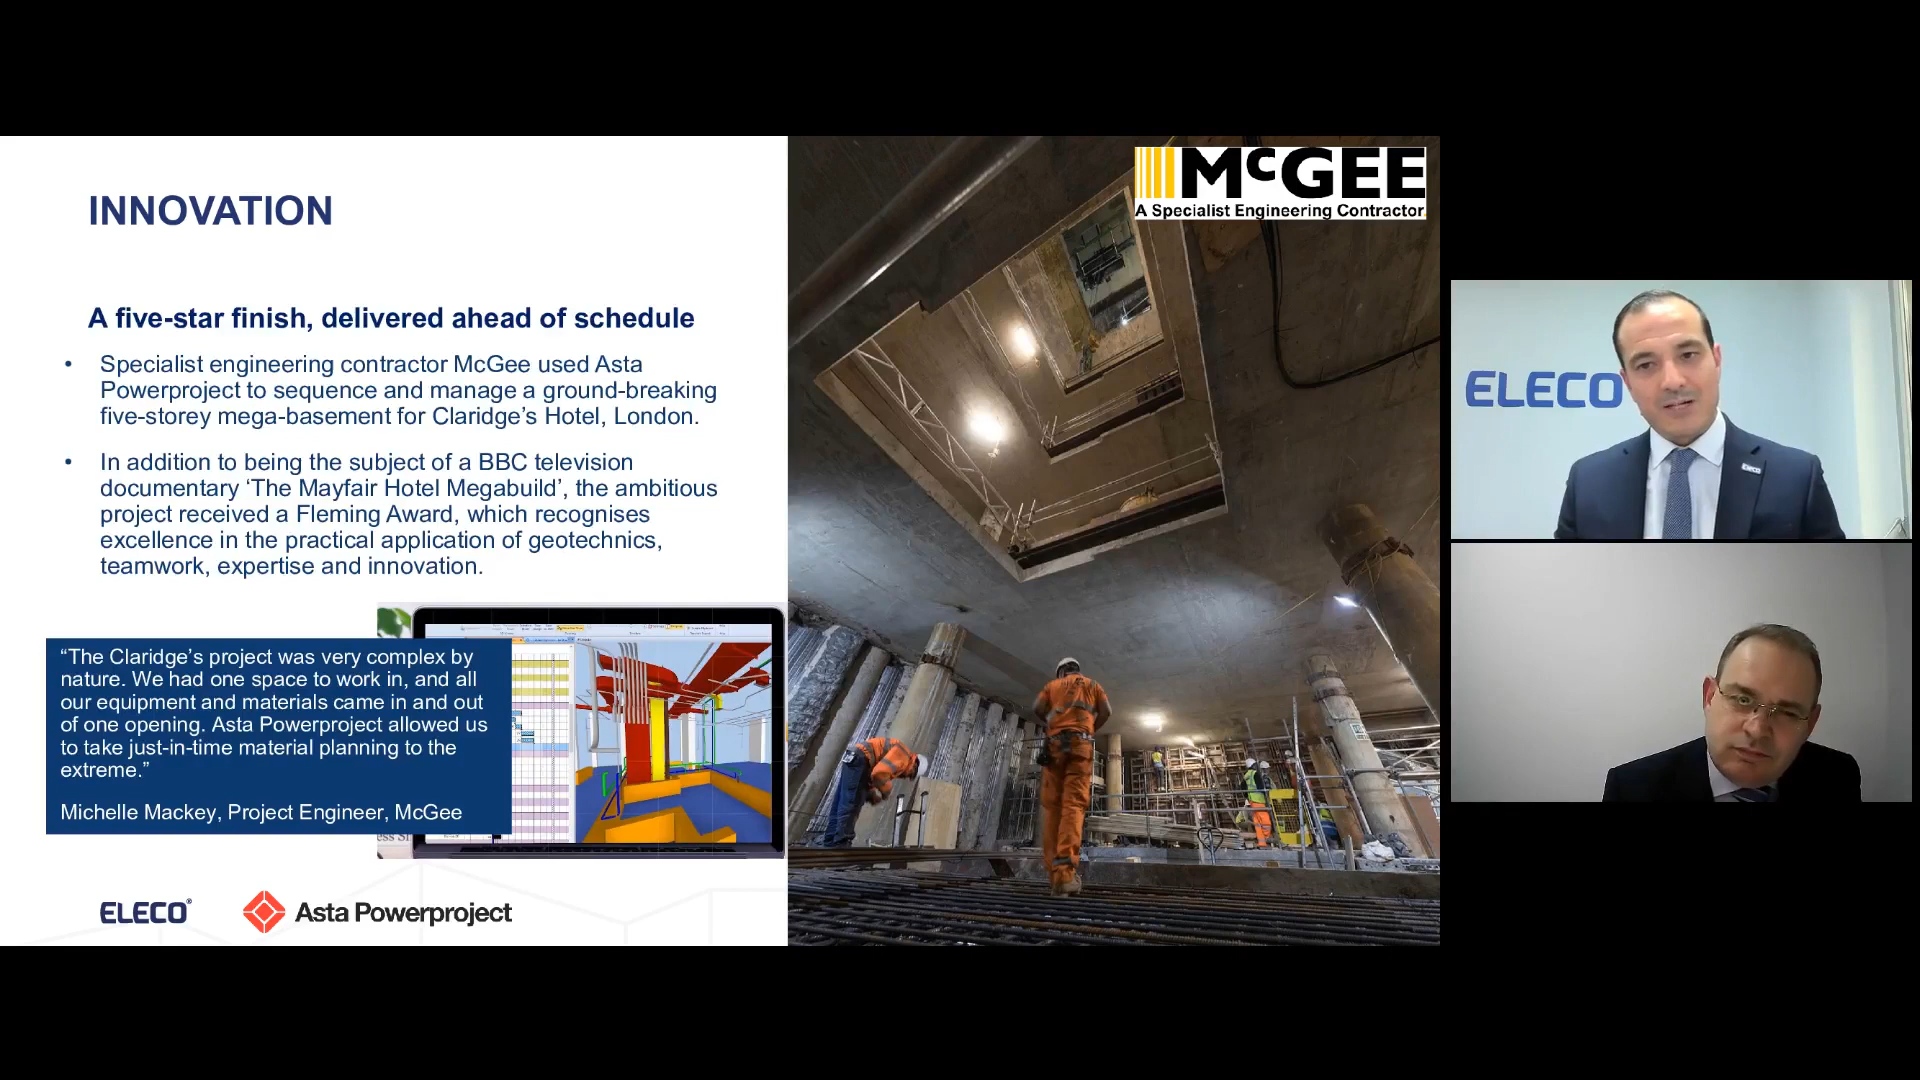 INNOVATION
A five-star finish, delivered ahead of schedule
• Specialist engineering contractor McGee used Asta
Powerproject to sequence and manage a ground-breaking
five-storey mega-basement for Claridge’s Hotel, London.
• In addition to being the subject of a BBC television
documentary ‘The Mayfair Hotel Megabuild’, the ambitious
project received a Fleming Award, which recognises
excellence in the practical application of geotechnics,
teamwork, expertise and innovation.
“The Claridge’s project was very complex by
nature. We had one space to work in, and all
our equipment and materials came in and out
of one opening. Asta Powerproject allowed us
to take just-in-time material planning to the
extreme.”
Michelle Mackey, Project Engineer, McGee
ELECO®
Asta Powerproject
McGEE
A Specialist Engineering Contractor
ELECO
ELECO